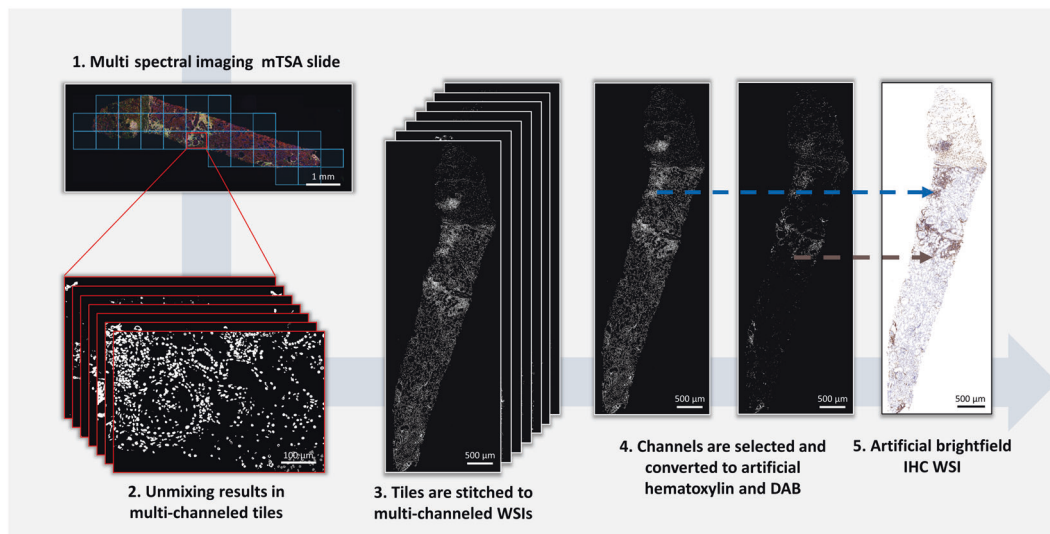 1. Multi spectral imaging mTSA slide
1 mm
100 µm
2. Unmixing results in
multi-channeled tiles
500 µm
3. Tiles are stitched to
multi-channeled WSIs
500 µm
500 µm
4. Channels are selected and
converted to artificial
hematoxylin and DAB
500 µm
5. Artificial brightfield
IHC WSI